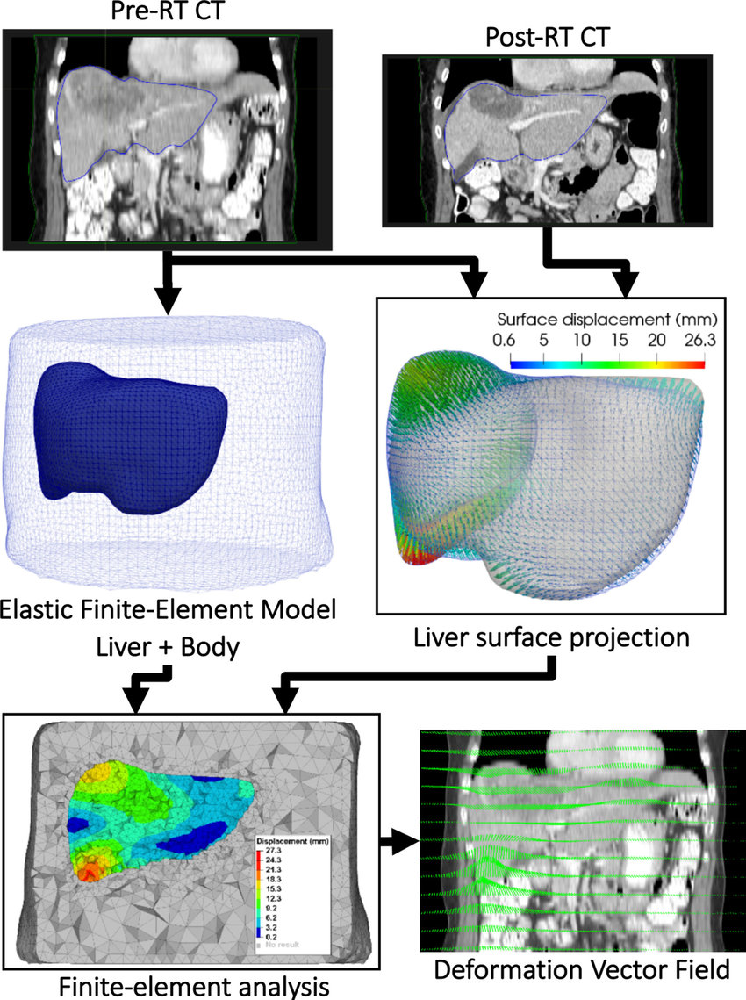 Pre-RT CT
Post-RT CT
Surface displacement (mm)
0.6 5 10 15 20 26.3
Elastic Finite-Element Model
Liver + Body
Liver surface projection
Displacement (mm)
27.3
24.3
21.3
18.3
15.3
12.3
9.2
6.2
3.2
0.2
No result
Finite-element analysis
Deformation Vector Field